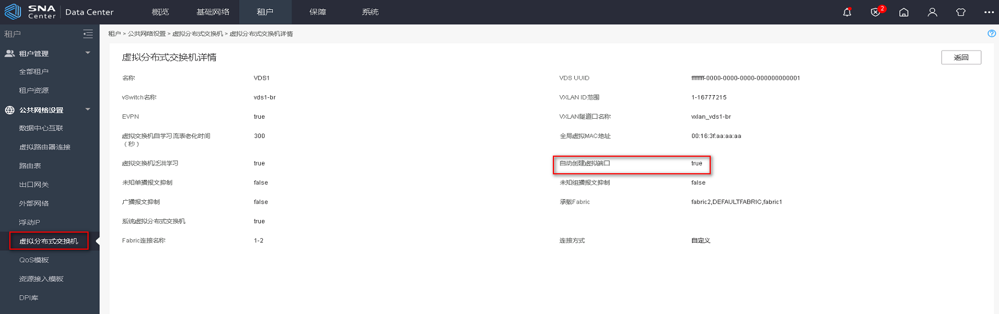 SNA Center Data Center 概览 基础网络 租户 保障 系统 2
租户
租户 » 公共网络设置 » 虚拟分布式交换机 » 虚拟分布式交换机详情
租户管理
全部租户
租户资源
公共网络设置
数据中心互联
虚拟路由器连接
路由表
出口网关
外部网络
浮动IP
虚拟分布式交换机
QoS模板
资源接入模板
DPI库
虚拟分布式交换机详情
返回
名称 VDS1 VDS UUID ffffffff-0000-0000-0000-000000000001
vSwitch名称 vds1-br VXLAN ID范围 1-16777215
EVPN true VXLAN隧道口名称 vxlan_vds1-br
虚拟交换机自学习流表老化时间 300 全局虚拟MAC地址 00:16:3f:aa:aa:aa
（秒）
虚拟交换机泛洪学习 true 自动创建虚拟端口 true
未知单播报文抑制 false 未知组播报文抑制 false
广播报文抑制 false 承载Fabric fabric2,DEFAULTFABRIC,fabric1
系统虚拟分布式交换机 true
Fabric连接名称 1-2 连接方式 自定义